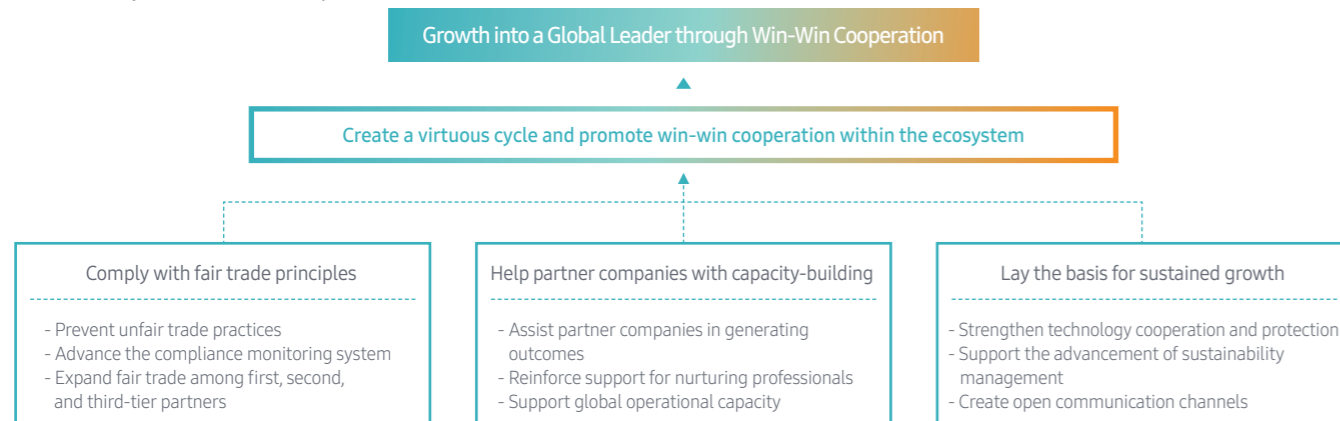 Growth into a Global Leader through Win-Win Cooperation
Create a virtuous cycle and promote win-win cooperation within the ecosystem
Comply with fair trade principles
- Prevent unfair trade practices
- Advance the compliance monitoring system
- Expand fair trade among first, second,
and third-tier partners
Help partner companies with capacity-building
- Assist partner companies in generating
outcomes
- Reinforce support for nurturing professionals
- Support global operational capacity
Lay the basis for sustained growth
- Strengthen technology cooperation and protection
- Support the advancement of sustainability
management
- Create open communication channels